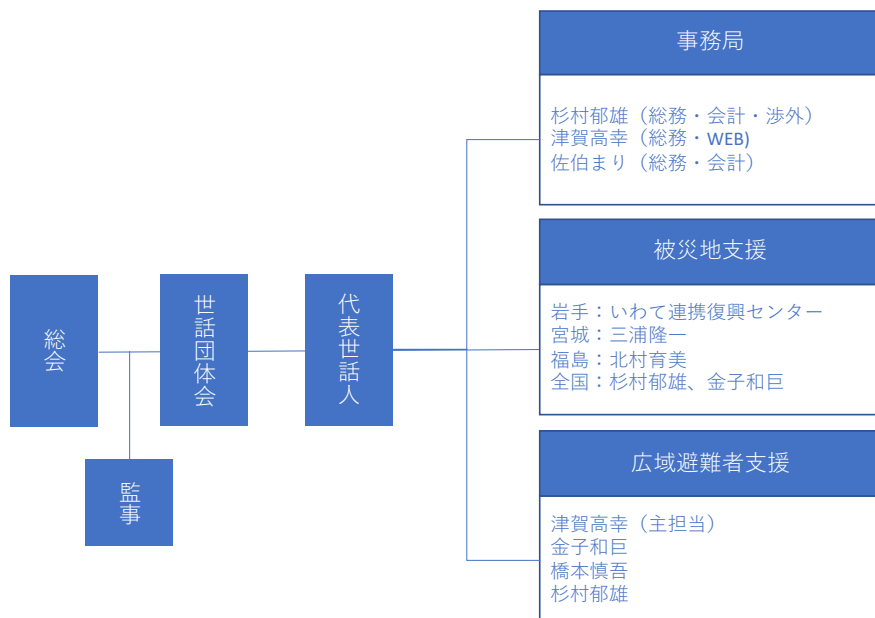 総会
監事
世話団体会
代表世話人
事務局
杉村郁雄（総務・会計・渉外）
津賀高幸（総務・WEB)
佐伯まり（総務・会計）
被災地支援
岩手：いわて連携復興センター
宮城：三浦隆一
福島：北村育美
全国：杉村郁雄、金子和巨
広域避難者支援
津賀高幸（主担当）
金子和巨
橋本慎吾
杉村郁雄